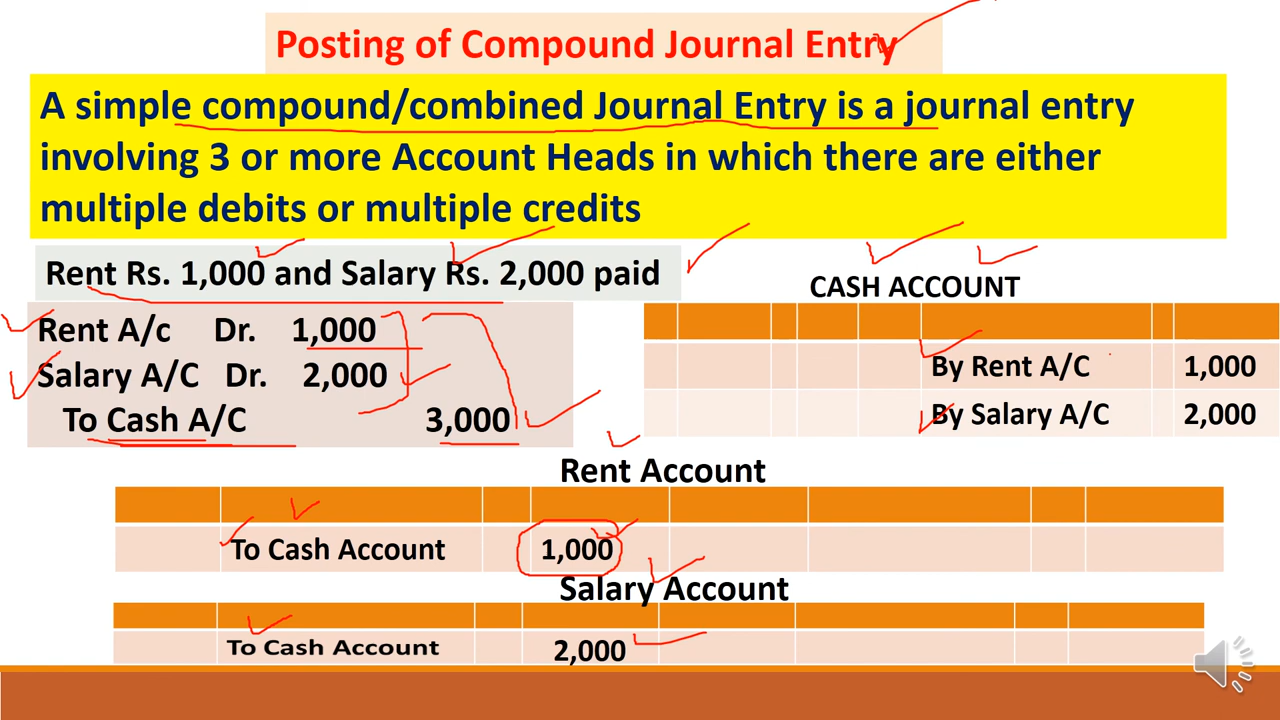 Posting of Compound Journal Entry
A simple compound/combined Journal Entry is a journal entry
involving 3 or more Account Heads in which there are either
multiple debits or multiple credits
Rent Rs. 1,000 and Salary Rs. 2,000 paid
Rent A/c Dr. 1,000
Salary A/C Dr. 2,000
To Cash A/C 3,000
CASH ACCOUNT
By Rent A/C 1,000
By Salary A/C 2,000
Rent Account
To Cash Account 1,000
Salary Account
To Cash Account 2,000